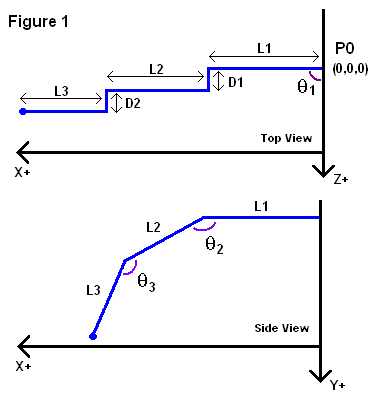 Figure 1
L1
P0
(0,0,0)
L2
D1
θ1
L3
D2
Top View
X+
Z+
L1
L2
θ2
θ3
L3
Side View
X+
Y+